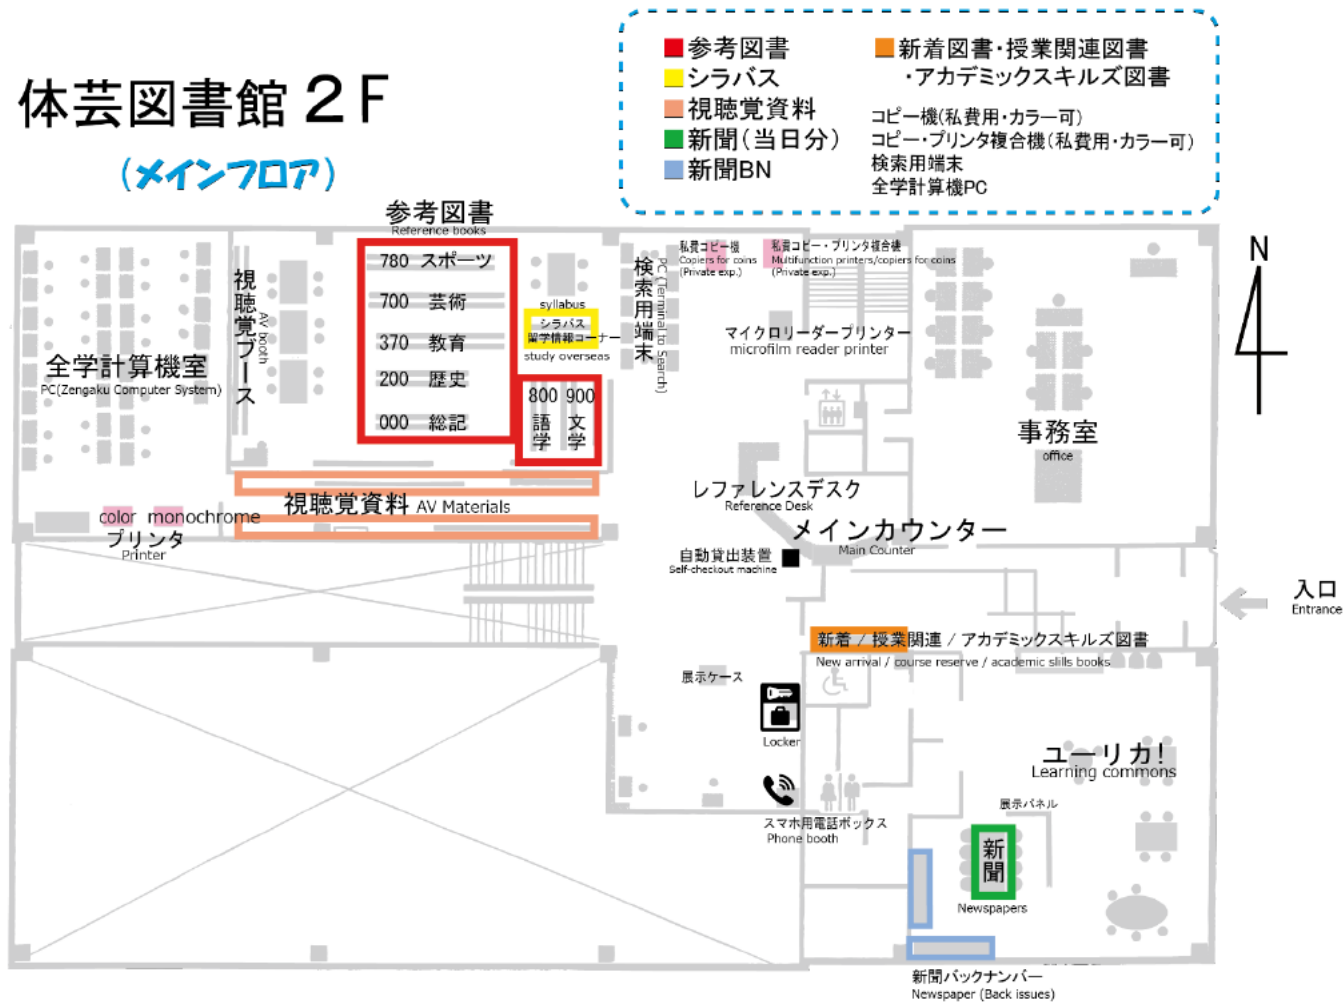 体芸図書館２F
(メインフロア)
参考図書
シラバス
視聴覚資料
新聞(当日分)
新聞BN
新着図書・授業関連図書
・アカデミックスキルズ図書
コピー機(私費用・カラー可)
コピー・プリンタ複合機(私費用・カラー可)
検索用端末
全学計算機PC
参考図書
Reference books
780 スポーツ
700 芸術
370 教育
200 歴史
000 総記
800 語学
900 文学
syllabus
シラバス
留学情報コーナー
study overseas
視聴覚ブース
AV booth
全学計算機室
PC(Zengaku Computer System)
検索用端末
PC (Terminal to Search)
私費コピー機
Copiers for coins
(Private exp.)
私費コピー・プリンタ複合機
Multifunction printers/copiers for coins
(Private exp.)
マイクロリーダープリンター
microfilm reader printer
N
事務室
office
視聴覚資料 AV Materials
color monochrome
プリンタ
Printer
レファレンスデスク
Reference Desk
メインカウンター
Main Counter
自動貸出装置
Self-checkout machine
入口
Entrance
新着 / 授業関連 / アカデミックスキルズ図書
New arrival / course reserve / academic slills books
展示ケース
Locker
スマホ用電話ボックス
Phone booth
ユーリカ!
Learning commons
展示パネル
新聞
Newspapers
新聞バックナンバー
Newspaper (Back issues)